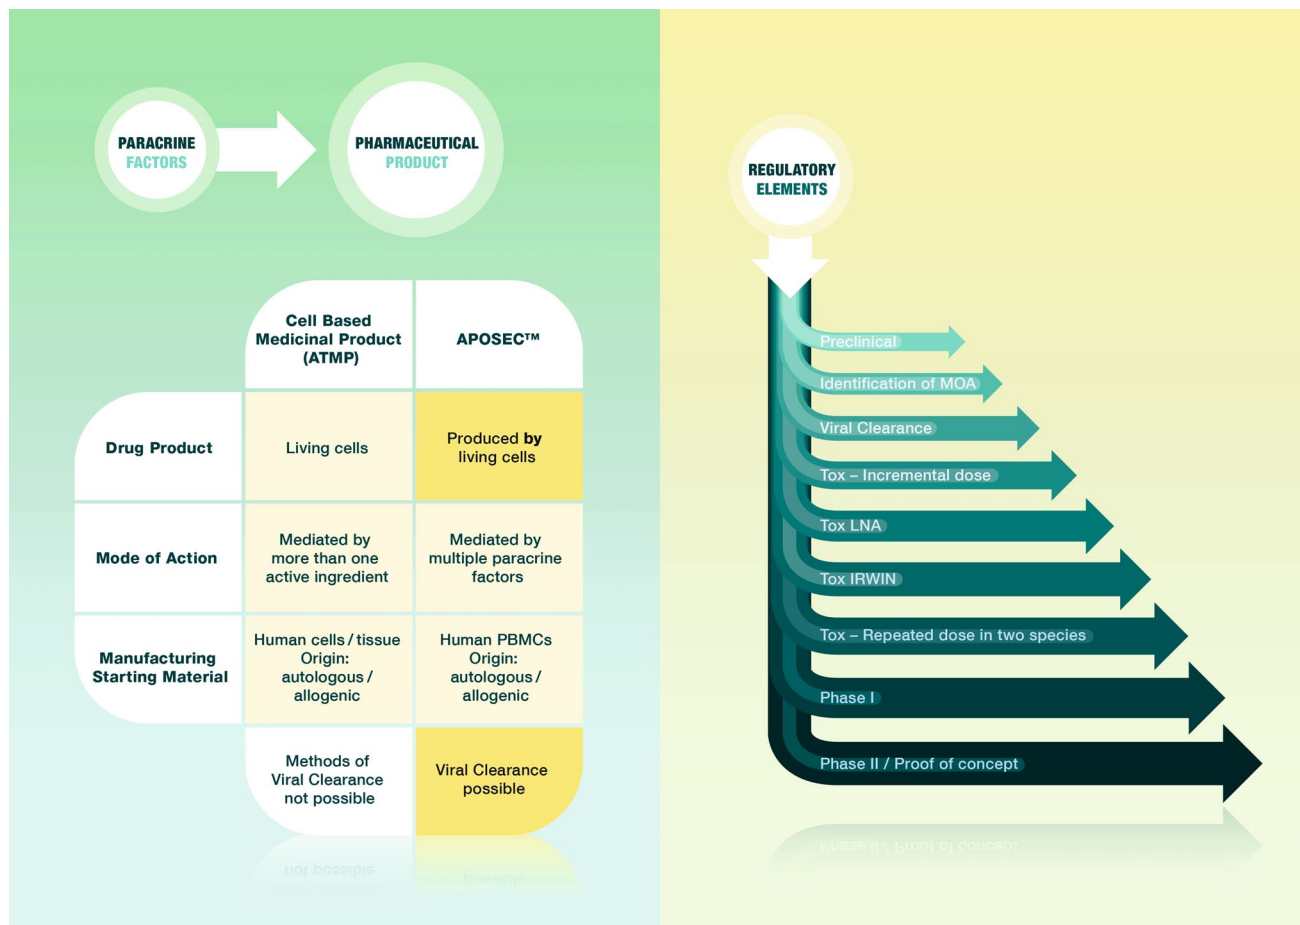 PARACRINE
FACTORS
PHARMACEUTICAL
PRODUCT
Cell Based
Medicinal Product
(ATMP)
APOSEC™
Drug Product
Living cells
Produced by
living cells
Mode of Action
Mediated by
more than one
active ingredient
Mediated by
multiple paracrine
factors
Manufacturing
Starting Material
Human cells / tissue
Origin:
autologous /
allogenic
Human PBMCs
Origin:
autologous /
allogenic
Methods of
Viral Clearance
not possible
Viral Clearance
possible
REGULATORY
ELEMENTS
Preclinical
Identification of MOA
Viral Clearance
Tox – Incremental dose
Tox LNA
Tox IRWIN
Tox – Repeated dose in two species
Phase I
Phase II / Proof of concept